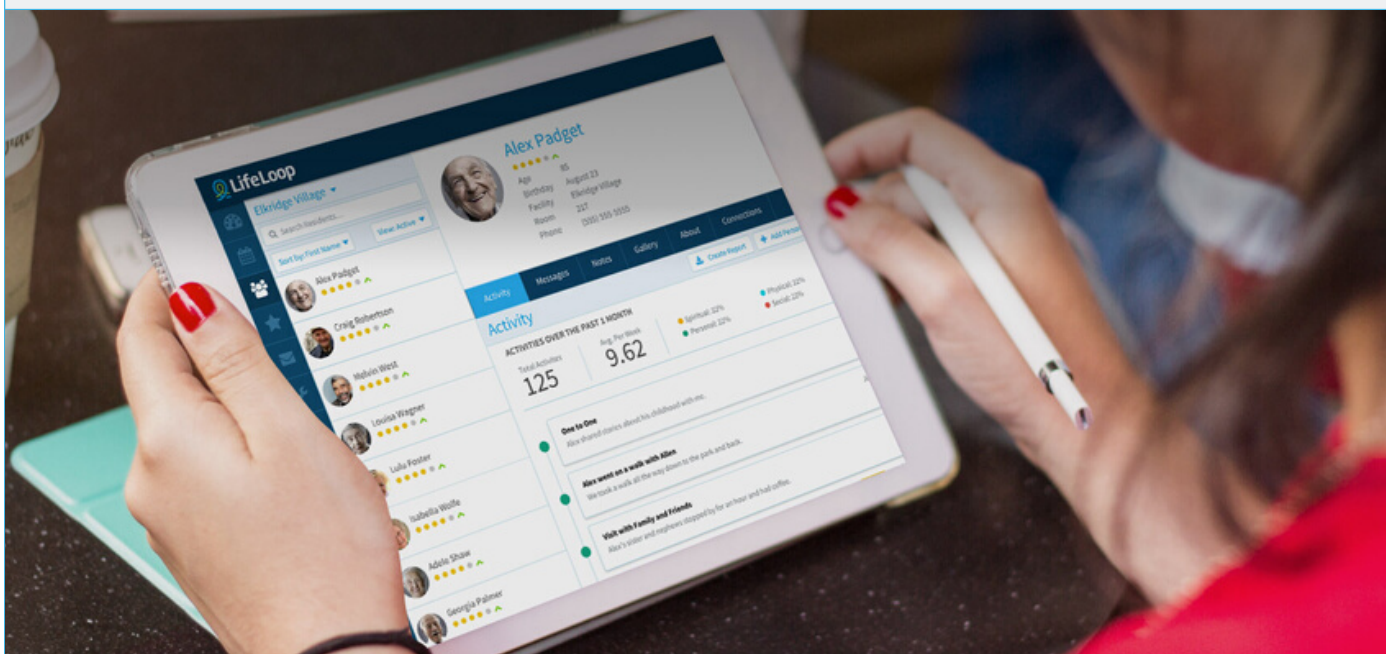 LifeLoop
Elkridge Village
Search Residents...
Sort by: First Name
View: Active
Alex Padget
Craig Robertson
Melvin West
Louisa Wagner
Lulu Foster
Isabella Wolfe
Adele Shaw
Georgia Palmer
Alex Padget
Age 85
Birthday August 23
Facility Elkridge Village
Room 217
Phone (555) 555-5555
Activity Messages Notes Gallery About Connections
Create Report
Activity
ACTIVITIES OVER THE PAST 1 MONTH
Total Activities
125
Avg. Per Week
9.62
Spiritual: 22%
Personal: 22%
Physical: 22%
Social: 22%
One to One
Alex shared stories about his childhood with me.
Alex went on a walk with Allen
We took a walk all the way down to the park and back.
Visit with Family and Friends
Alex's sister and nephews stopped by for an hour and had coffee.